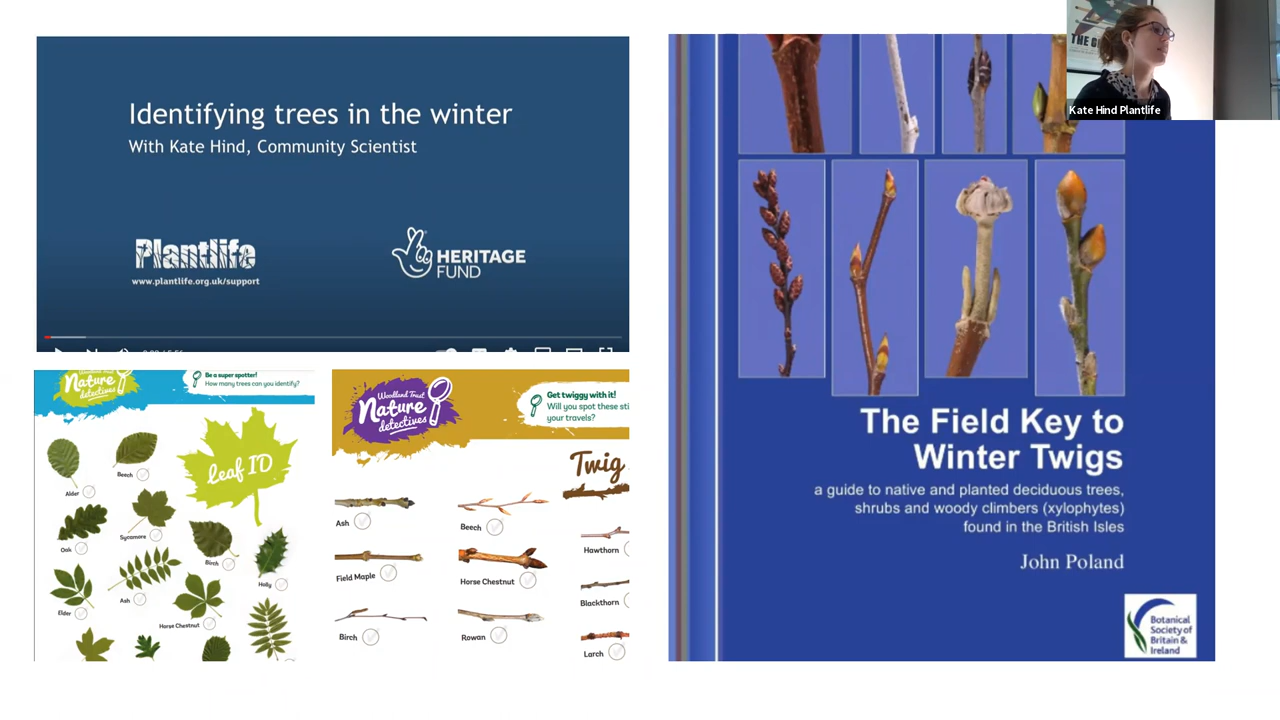 Identifying trees in the winter
With Kate Hind, Community Scientist
Plantlife
www.plantlife.org.uk/support
HERITAGE
FUND
Kate Hind Plantlife
Be a super spotter!
How many trees can you identify?
Nature
detectives
leaf ID
Alder
Beech
Oak
Sycamore
Birch
Holly
Elder
Ash
Horse Chestnut
Woodland Trust
Nature
detectives
Get twiggy with it!
Will you spot these sti
your travels?
Twig
Ash
Beech
Hawthorn
Field Maple
Horse Chestnut
Blackthorn
Birch
Rowan
Larch
The Field Key to
Winter Twigs
a guide to native and planted deciduous trees,
shrubs and woody climbers (xylophytes)
found in the British Isles
John Poland
Botanical
Society of
Britain &
Ireland